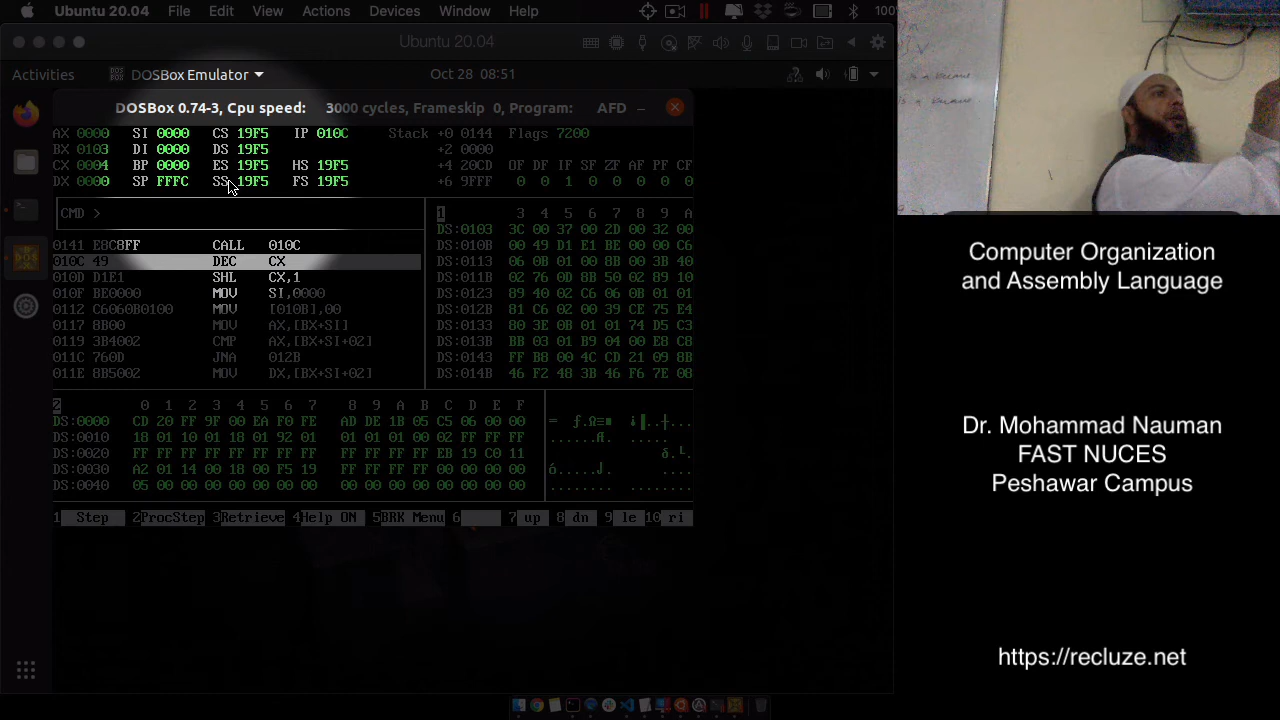 Ubuntu 20.04 File Edit View Actions Devices Window Help 100
Ubuntu 20.04
Activities DOSBox Emulator Oct 28 08:51
DOSBox 0.74-3, Cpu speed: 3000 cycles, Frameskip 0, Program: AFD
AX 0000 SI 0000 CS 19F5 IP 010C Stack +0 0144 Flags 7200
BX 0103 DI 0000 DS 19F5 +2 0000
CX 0004 BP 0000 ES 19F5 HS 19F5 +4 20CD OF DF IF SF ZF AF PF CF
DX 0000 SP FFFC SS 19F5 FS 19F5 +6 9FFF 0 0 1 0 0 0 0 0
CMD >
0141 E8C8FF CALL 010C
010C 49 DEC CX
010D D1E1 SHL CX,1
010F BE0000 MOV SI,0000
0112 C6060B0100 MOV [010B],00
0117 8B00 MOV AX,[BX+SI]
0119 3B4002 CMP AX,[BX+SI+02]
011C 760D JNA 012B
011E 8B5002 MOV DX,[BX+SI+02]
1 3 4 5 6 7 8 9 A
DS:0103 3C 00 37 00 2D 00 32 00
DS:010B 00 49 D1 E1 BE 00 00 C6
DS:0113 06 0B 01 00 8B 00 3B 40
DS:011B 02 76 0D 8B 50 02 89 10
DS:0123 89 40 02 C6 06 0B 01 01
DS:012B 81 C6 02 00 39 CE 75 E4
DS:0133 80 3E 0B 01 01 74 D5 C3
DS:013B BB 03 01 B9 04 00 E8 C8
DS:0143 FF B8 00 4C CD 21 09 8B
DS:014B 46 F2 48 3B 46 F6 7E 08
2 0 1 2 3 4 5 6 7 8 9 A B C D E F
DS:0000 CD 20 FF 9F 00 EA F0 FE AD DE 1B 05 C5 06 00 00
DS:0010 18 01 10 01 18 01 92 01 01 01 01 00 02 FF FF FF
DS:0020 FF FF FF FF FF FF FF FF FF FF FF FF EB 19 C0 11
DS:0030 A2 01 14 00 18 00 F5 19 FF FF FF FF 00 00 00 00
DS:0040 05 00 00 00 00 00 00 00 00 00 00 00 00 00 00 00
1 Step 2ProcStep 3Retrieve 4Help ON 5BRK Menu 6 7 up 8 dn 9 le 10 ri
Computer Organization
and Assembly Language
Dr. Mohammad Nauman
FAST NUCES
Peshawar Campus
https://recluze.net